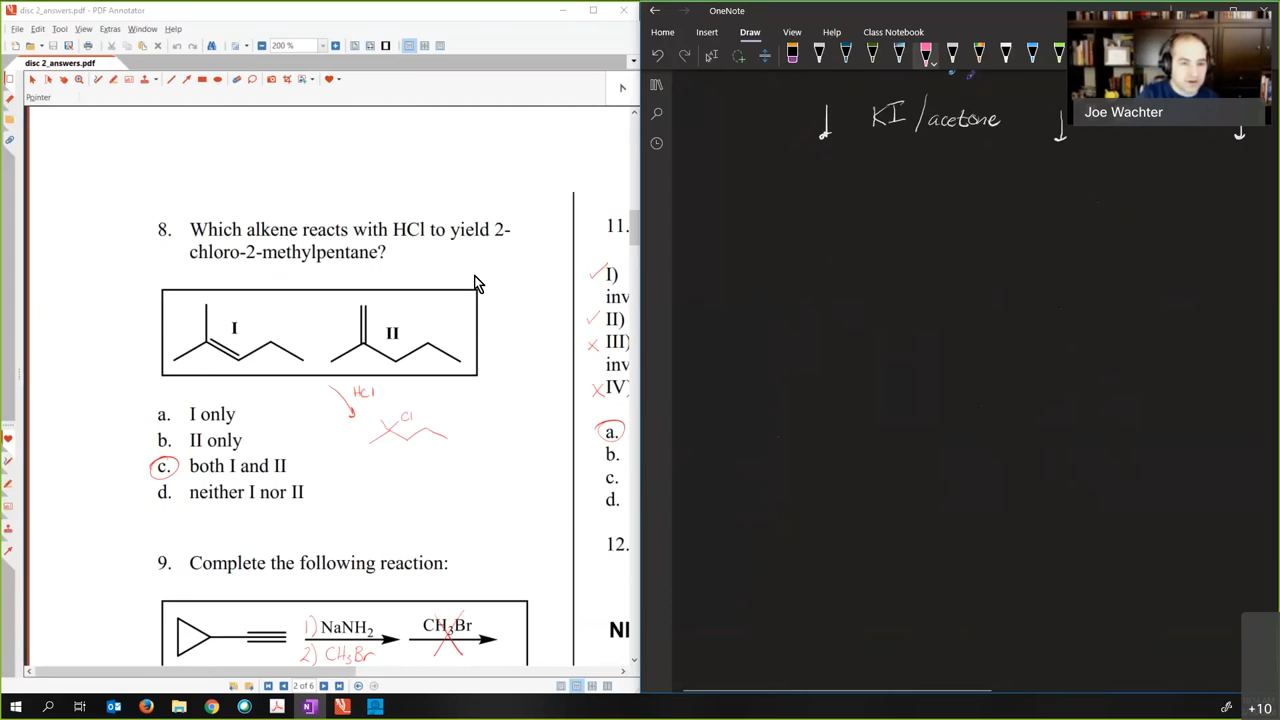 disc 2_answers.pdf - PDF Annotator
File Edit Tool View Extras Window Help
200 %
disc 2_answers.pdf
Pointer
8. Which alkene reacts with HCl to yield 2-
chloro-2-methylpentane?
I
II
HCl
Cl
a. I only
b. II only
c. both I and II
d. neither I nor II
9. Complete the following reaction:
1) NaNH2
2) CH3Br
CH3Br
11.
I)
inv
II)
III)
inv
IV)
a.
b.
c.
d.
12.
NI
2 of 6
OneNote
Home Insert Draw View Help Class Notebook
KI/acetone
Joe Wachter
+10